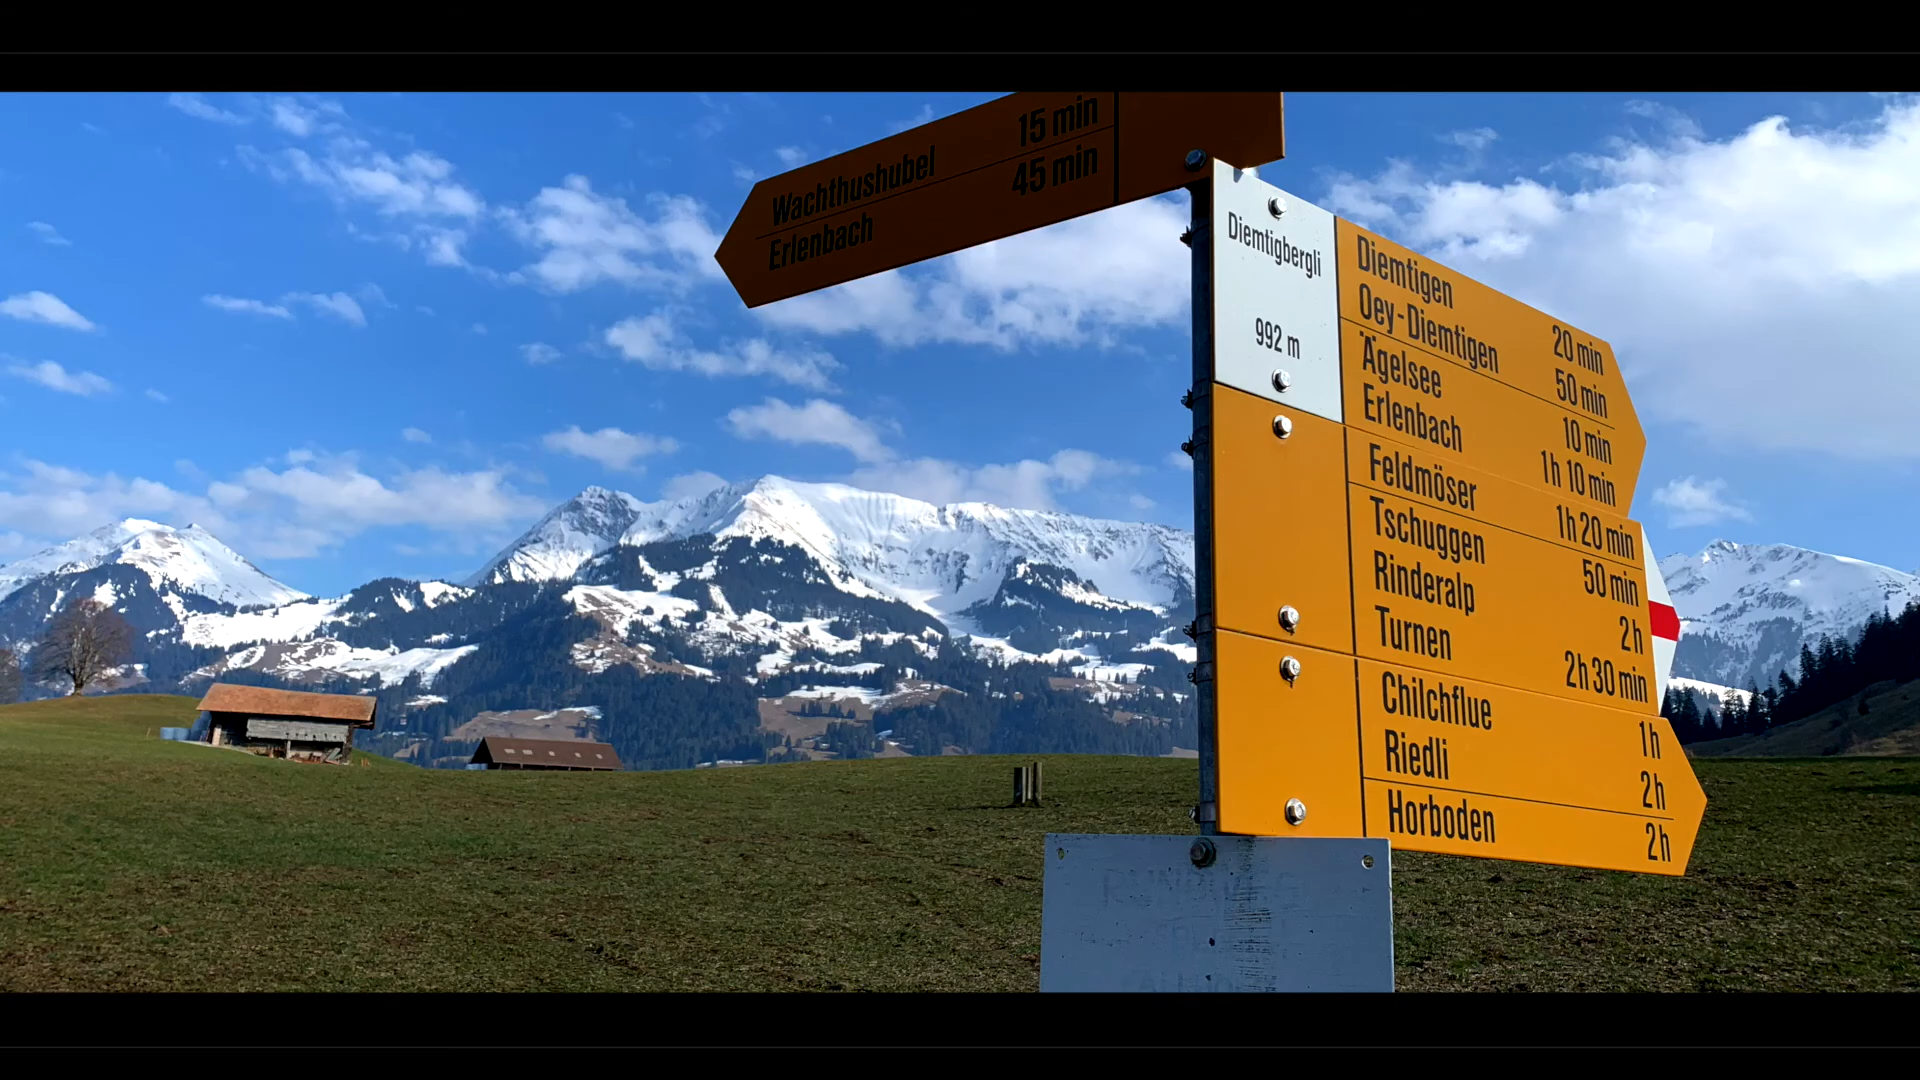 Wachthushubel 15 min
Erlenbach 45 min
Diemtigbergli
992 m
Diemtigen 20 min
Oey-Diemtigen 50 min
Ägelsee 10 min
Erlenbach 1h 10 min
Feldmöser 1h 20 min
Tschuggen 50 min
Rinderalp 2h
Turnen 2h 30 min
Chilchflue 1h
Riedli 2h
Horboden 2h